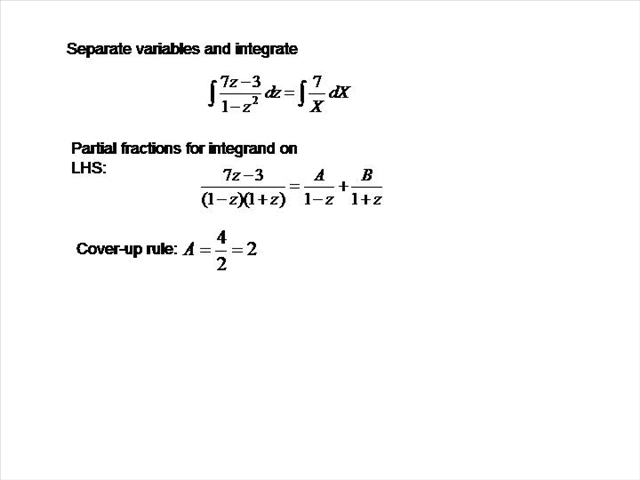 Separate variables and integrate
∫ (7z − 3)/(1 − z²) dz = ∫ 7/X dX
Partial fractions for integrand on
LHS:
(7z − 3)/((1 − z)(1 + z)) = A/(1 − z) + B/(1 + z)
Cover-up rule: A = 4/2 = 2